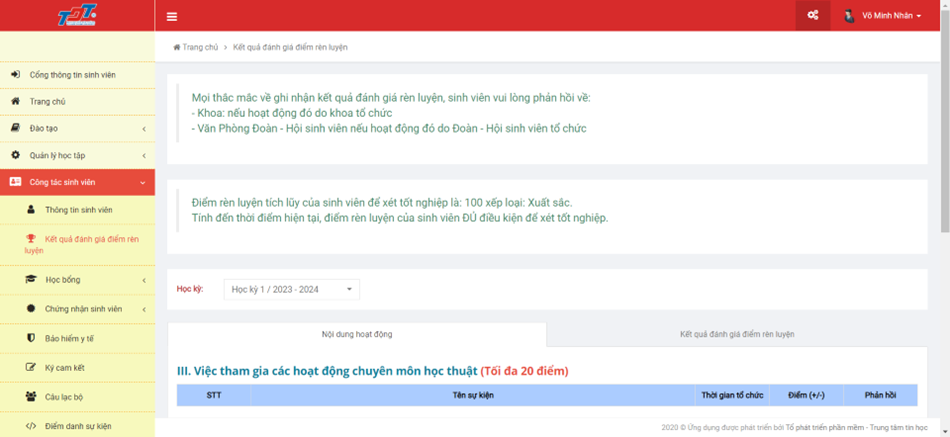 TDT
Võ Minh Nhân
Trang chủ > Kết quả đánh giá điểm rèn luyện
Cổng thông tin sinh viên
Trang chủ
Đào tạo
Quản lý học tập
Công tác sinh viên
Thông tin sinh viên
Kết quả đánh giá điểm rèn
luyện
Học bổng
Chứng nhận sinh viên
Bảo hiểm y tế
Ký cam kết
Câu lạc bộ
Điểm danh sự kiện
Mọi thắc mắc về ghi nhận kết quả đánh giá rèn luyện, sinh viên vui lòng phản hồi về:
- Khoa: nếu hoạt động đó do khoa tổ chức
- Văn Phòng Đoàn - Hội sinh viên nếu hoạt động đó do Đoàn - Hội sinh viên tổ chức
Điểm rèn luyện tích lũy của sinh viên để xét tốt nghiệp là: 100 xếp loại: Xuất sắc.
Tính đến thời điểm hiện tại, điểm rèn luyện của sinh viên ĐỦ điều kiện để xét tốt nghiệp.
Học kỳ: Học kỳ 1 / 2023 - 2024
Nội dung hoạt động Kết quả đánh giá điểm rèn luyện
III. Việc tham gia các hoạt động chuyên môn học thuật (Tối đa 20 điểm)
STT Tên sự kiện Thời gian tổ chức Điểm (+/-) Phản hồi
2020 © Ứng dụng được phát triển bởi Tổ phát triển phần mềm - Trung tâm tin học